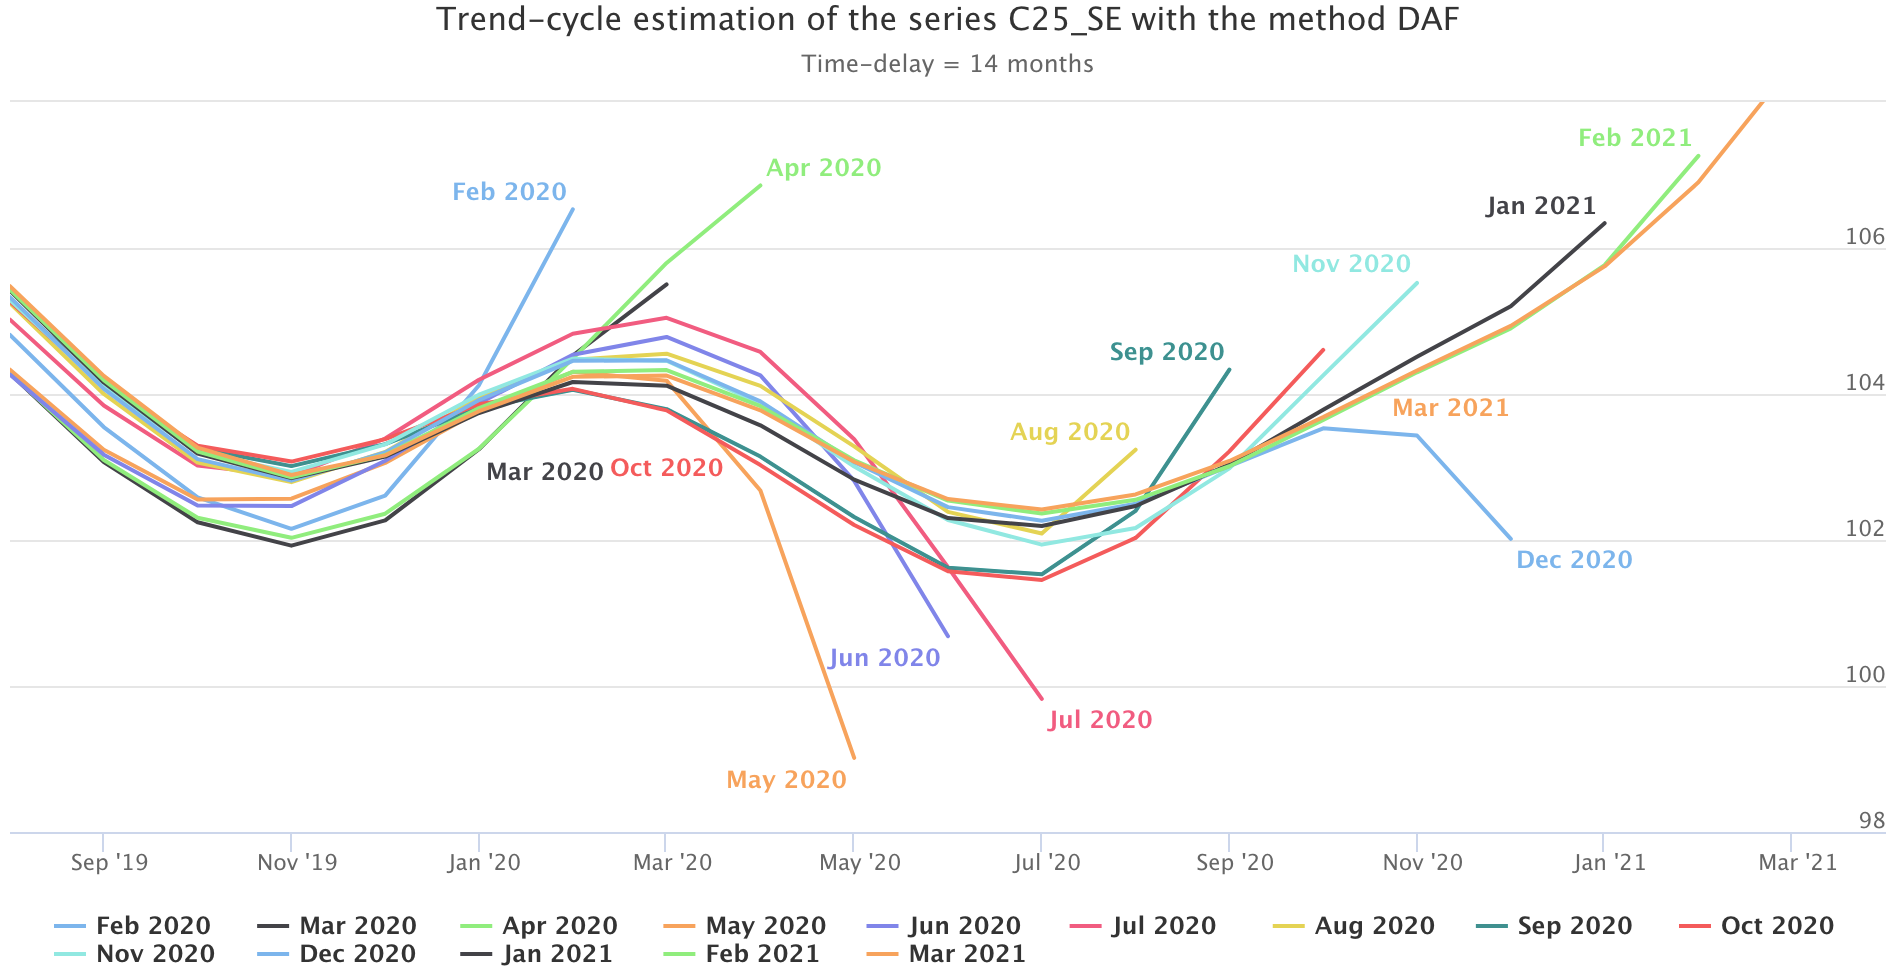 Trend-cycle estimation of the series C25_SE with the method DAF
Time-delay = 14 months
Feb 2021
Apr 2020
Feb 2020
Jan 2021
106
Nov 2020
Sep 2020
104
Mar 2021
Aug 2020
Mar 2020
Oct 2020
102
Dec 2020
Jun 2020
100
Jul 2020
May 2020
98
Sep '19 Nov '19 Jan '20 Mar '20 May '20 Jul '20 Sep '20 Nov '20 Jan '21 Mar '21
Feb 2020 Mar 2020 Apr 2020 May 2020 Jun 2020 Jul 2020 Aug 2020 Sep 2020 Oct 2020
Nov 2020 Dec 2020 Jan 2021 Feb 2021 Mar 2021